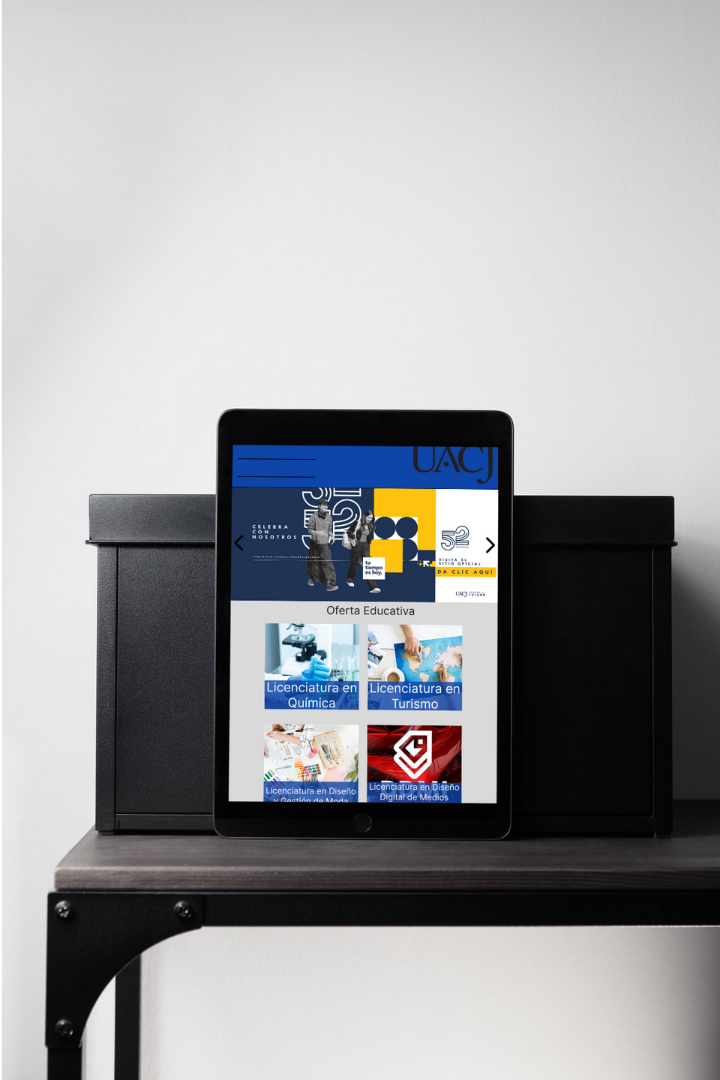 UACJ
52
CELEBRA
CON
NOSOTROS
tu
tiempo
es hoy.
52
VISITA EL
SITIO OFICIAL
DA CLIC AQUÍ
UACJ
Oferta Educativa
Licenciatura en
Química
Licenciatura en
Turismo
Licenciatura en Diseño
y Gestión de Moda
Licenciatura en Diseño
Digital de Medios